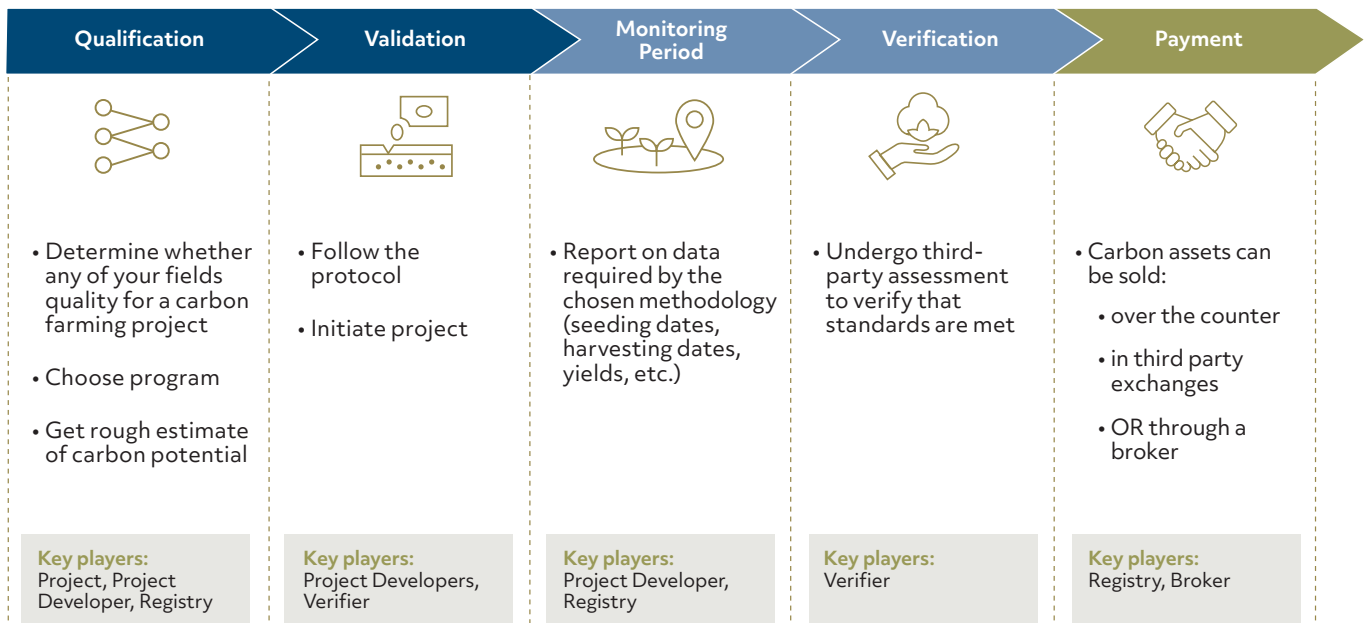 Qualification
Validation
Monitoring
Period
Verification
Payment
• Determine whether
any of your fields
quality for a carbon
farming project
• Choose program
• Get rough estimate
of carbon potential
• Follow the
protocol
• Initiate project
• Report on data
required by the
chosen methodology
(seeding dates,
harvesting dates,
yields, etc.)
• Undergo third-
party assessment
to verify that
standards are met
• Carbon assets can
be sold:
• over the counter
• in third party
exchanges
• OR through a
broker
Key players:
Project, Project
Developer, Registry
Key players:
Project Developers,
Verifier
Key players:
Project Developer,
Registry
Key players:
Verifier
Key players:
Registry, Broker